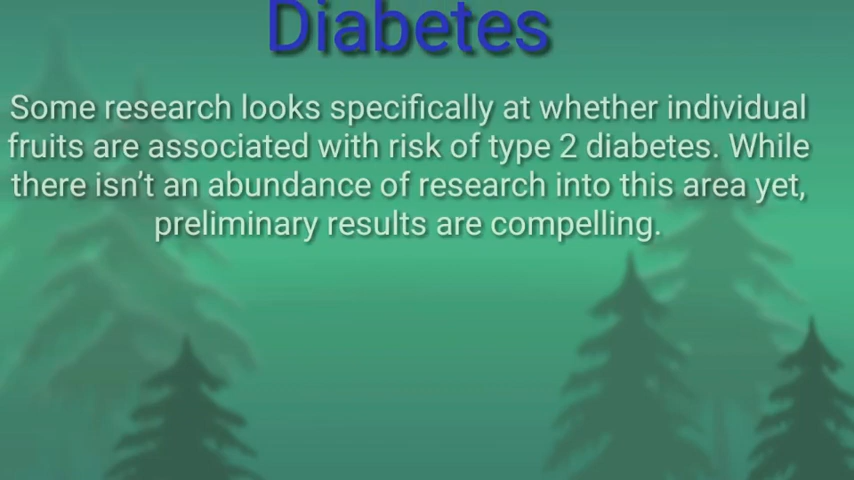 Diabetes
Some research looks specifically at whether individual
fruits are associated with risk of type 2 diabetes. While
there isn’t an abundance of research into this area yet,
preliminary results are compelling.